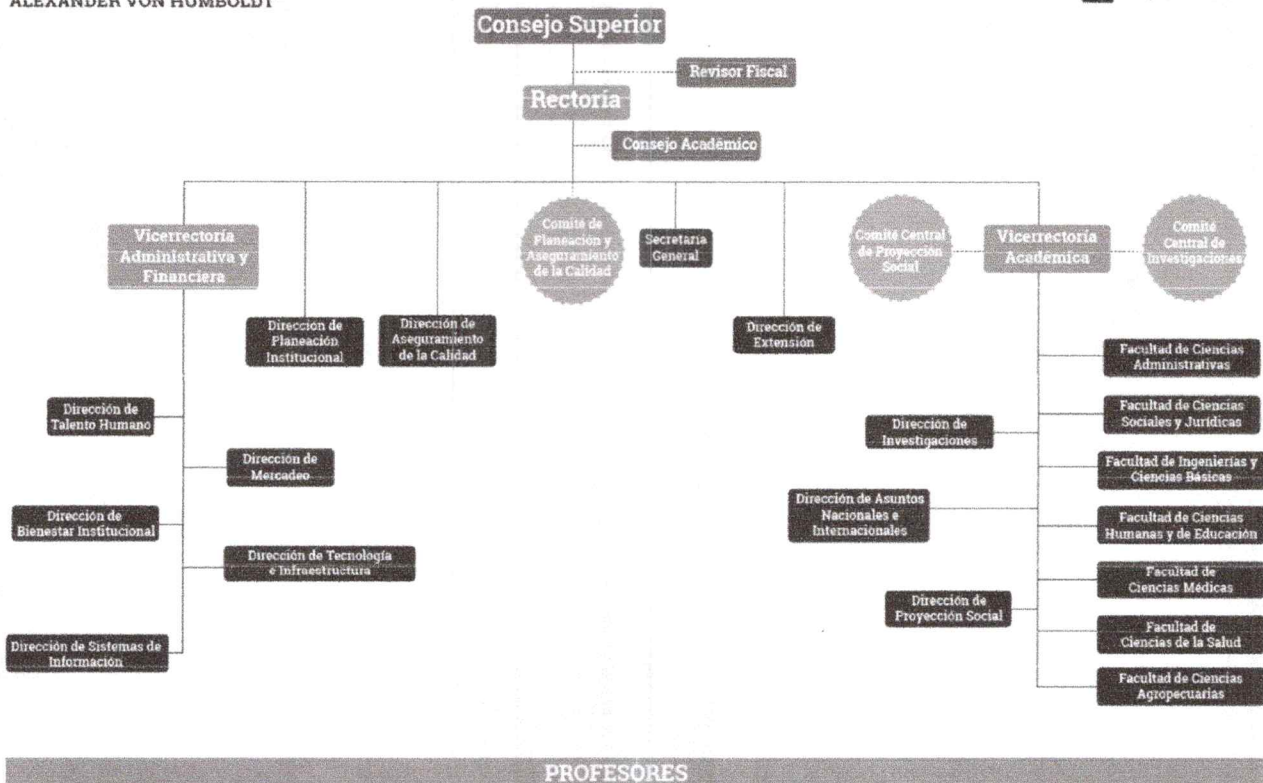 ALEXANDER VON HUMBOLDT
Consejo Superior
Revisor Fiscal
Rectoría
Consejo Académico
Vicerrectoría
Administrativa y
Financiera
Comité de
Planeación y
Aseguramiento
de la Calidad
Secretaría
General
Comité Central
de Proyección
Social
Vicerrectoría
Académica
Comité
Central de
Investigaciones
Dirección de
Planeación
Institucional
Dirección de
Aseguramiento
de la Calidad
Dirección de
Extensión
Facultad de Ciencias
Administrativas
Dirección de
Talento Humano
Facultad de Ciencias
Sociales y Jurídicas
Dirección de
Investigaciones
Dirección de
Mercadeo
Facultad de Ingenierías y
Ciencias Básicas
Dirección de Asuntos
Nacionales e
Internacionales
Dirección de
Bienestar Institucional
Facultad de Ciencias
Humanas y de Educación
Dirección de Tecnología
e Infraestructura
Facultad de
Ciencias Médicas
Dirección de
Proyección Social
Facultad de
Ciencias de la Salud
Dirección de Sistemas de
Información
Facultad de Ciencias
Agropecuarias
PROFESORES